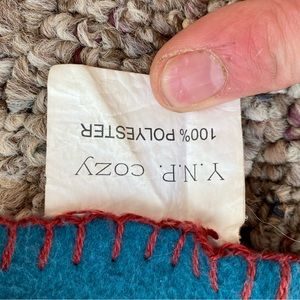 Y.N.P. cozy
100% POLYESTER